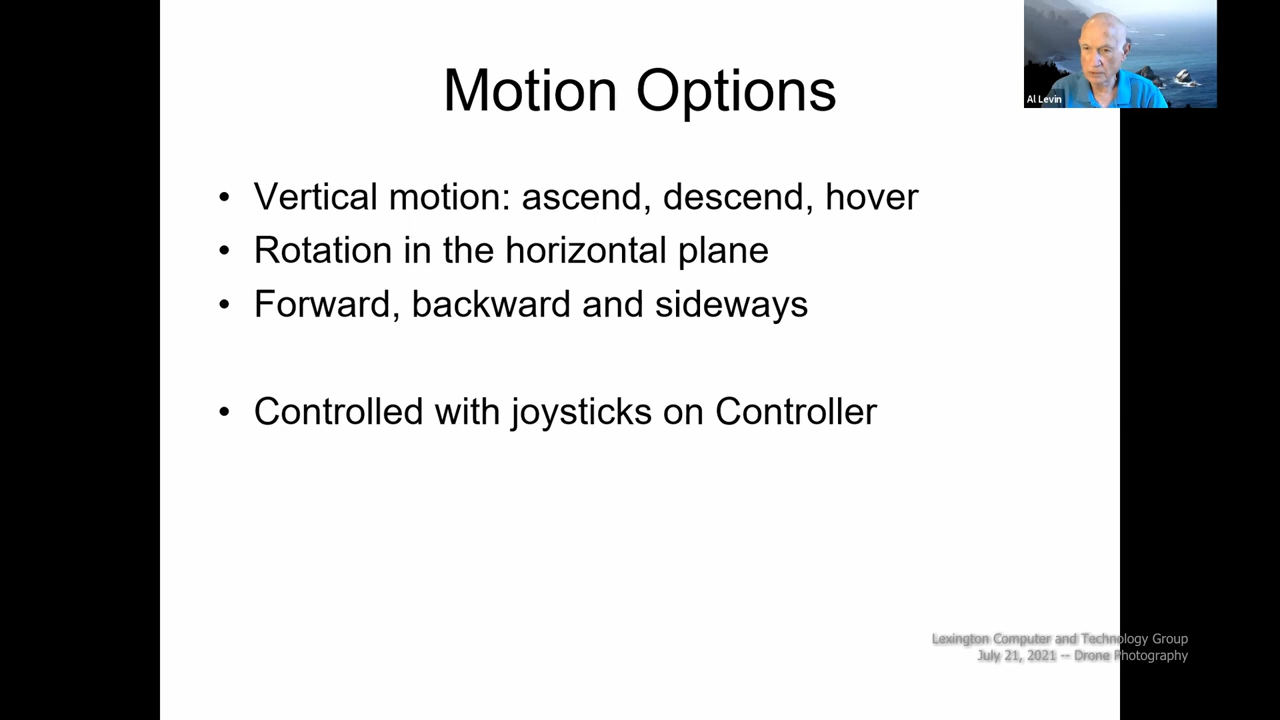 Motion Options
Al Levin
• Vertical motion: ascend, descend, hover
• Rotation in the horizontal plane
• Forward, backward and sideways
• Controlled with joysticks on Controller
Lexington Computer and Technology Group
July 21, 2021 -- Drone Photography